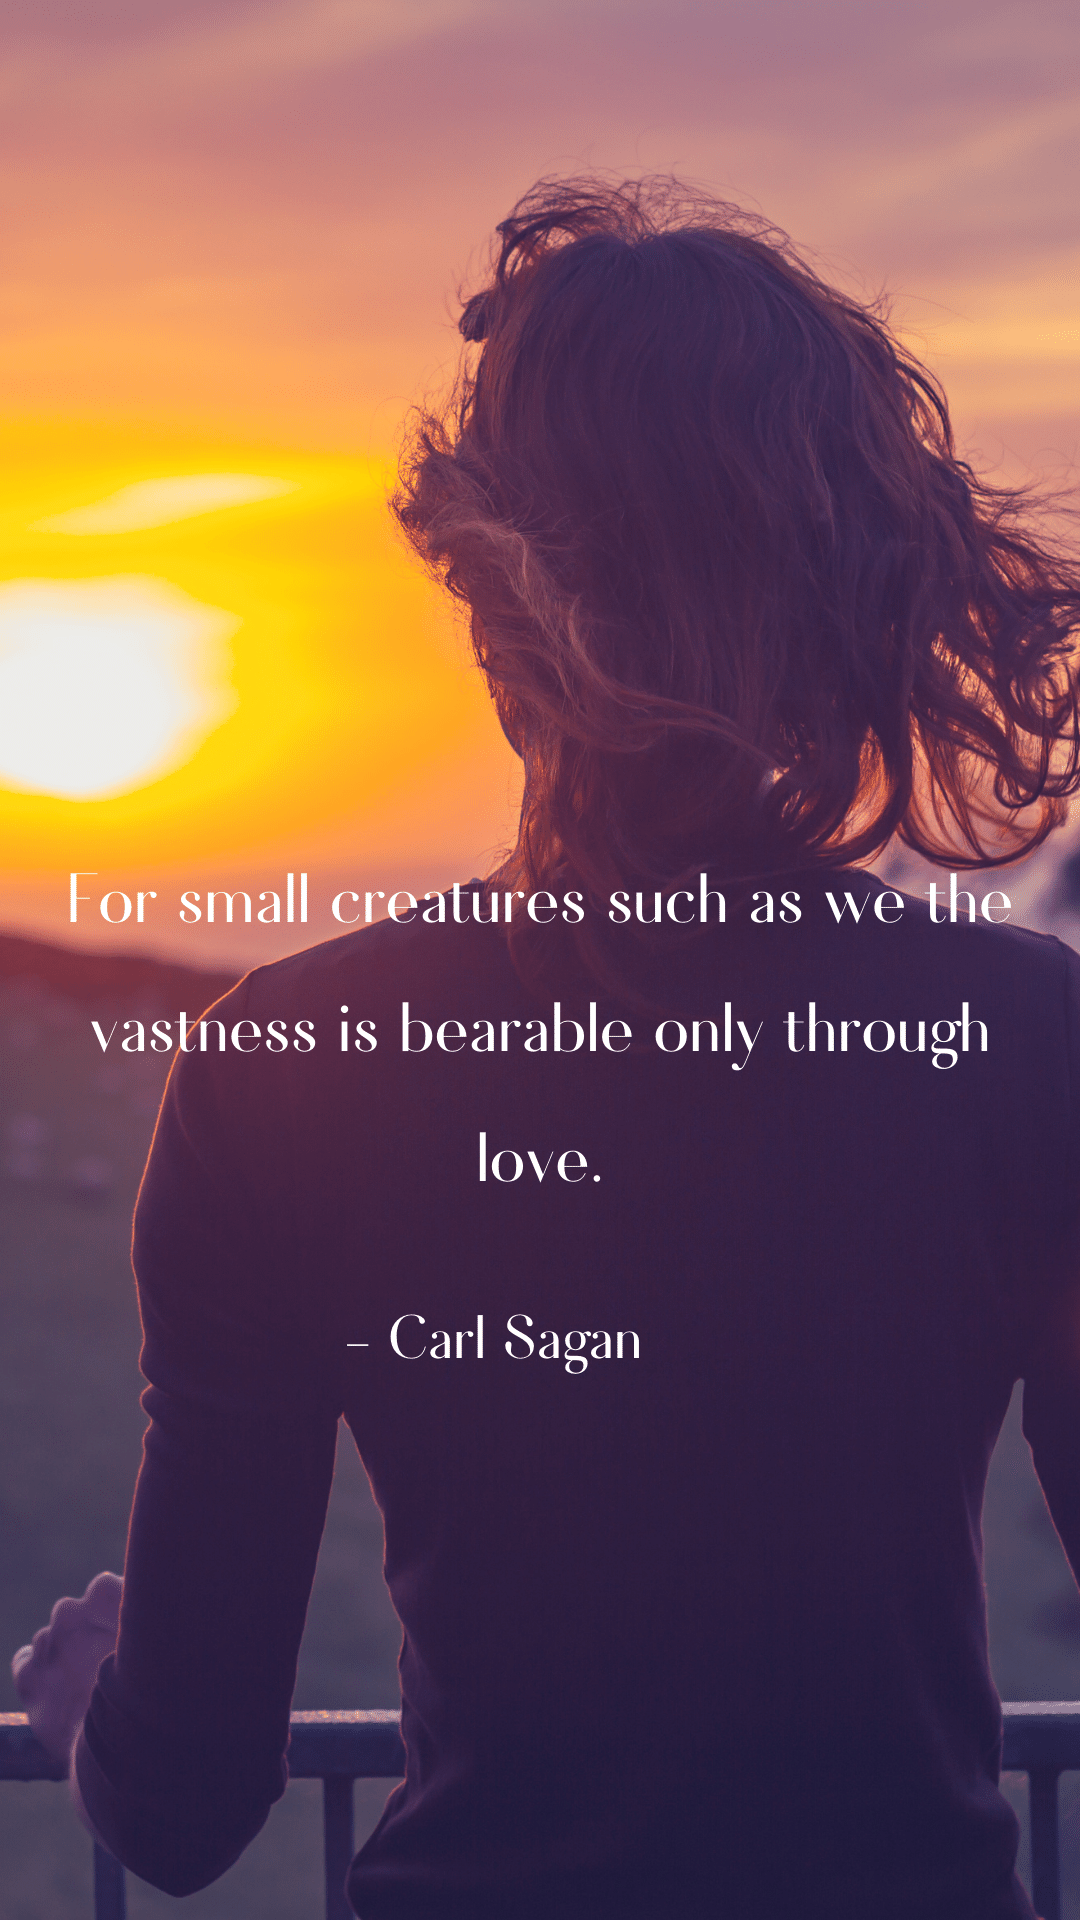 For small creatures such as we the
vastness is bearable only through
love.
– Carl Sagan